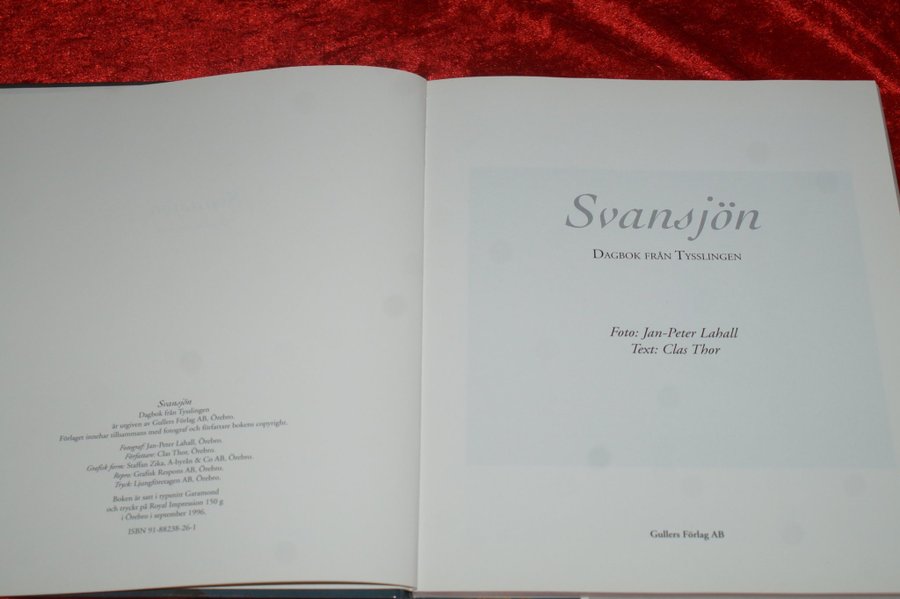 Svansjön
Dagbok från Tysslingen
är utgiven av Gullers Förlag AB, Örebro.
Förlaget innehar tillsammans med fotograf och författare bokens copyright.
Fotograf: Jan-Peter Lahall, Örebro.
Författare: Clas Thor, Örebro
Grafisk form: Staffan Zika, A-byrån & Co AB, Örebro.
Repro: Grafisk Respons AB, Örebro.
Tryck: Ljungföretagen AB, Örebro.
Boken är satt i typsnitt Garamond
och tryckt på Royal Impression 150 g
i Örebro i september 1996.
ISBN 91-88238-26-1
Svansjön
Dagbok från Tysslingen
Foto: Jan-Peter Lahall
Text: Clas Thor
Gullers Förlag AB